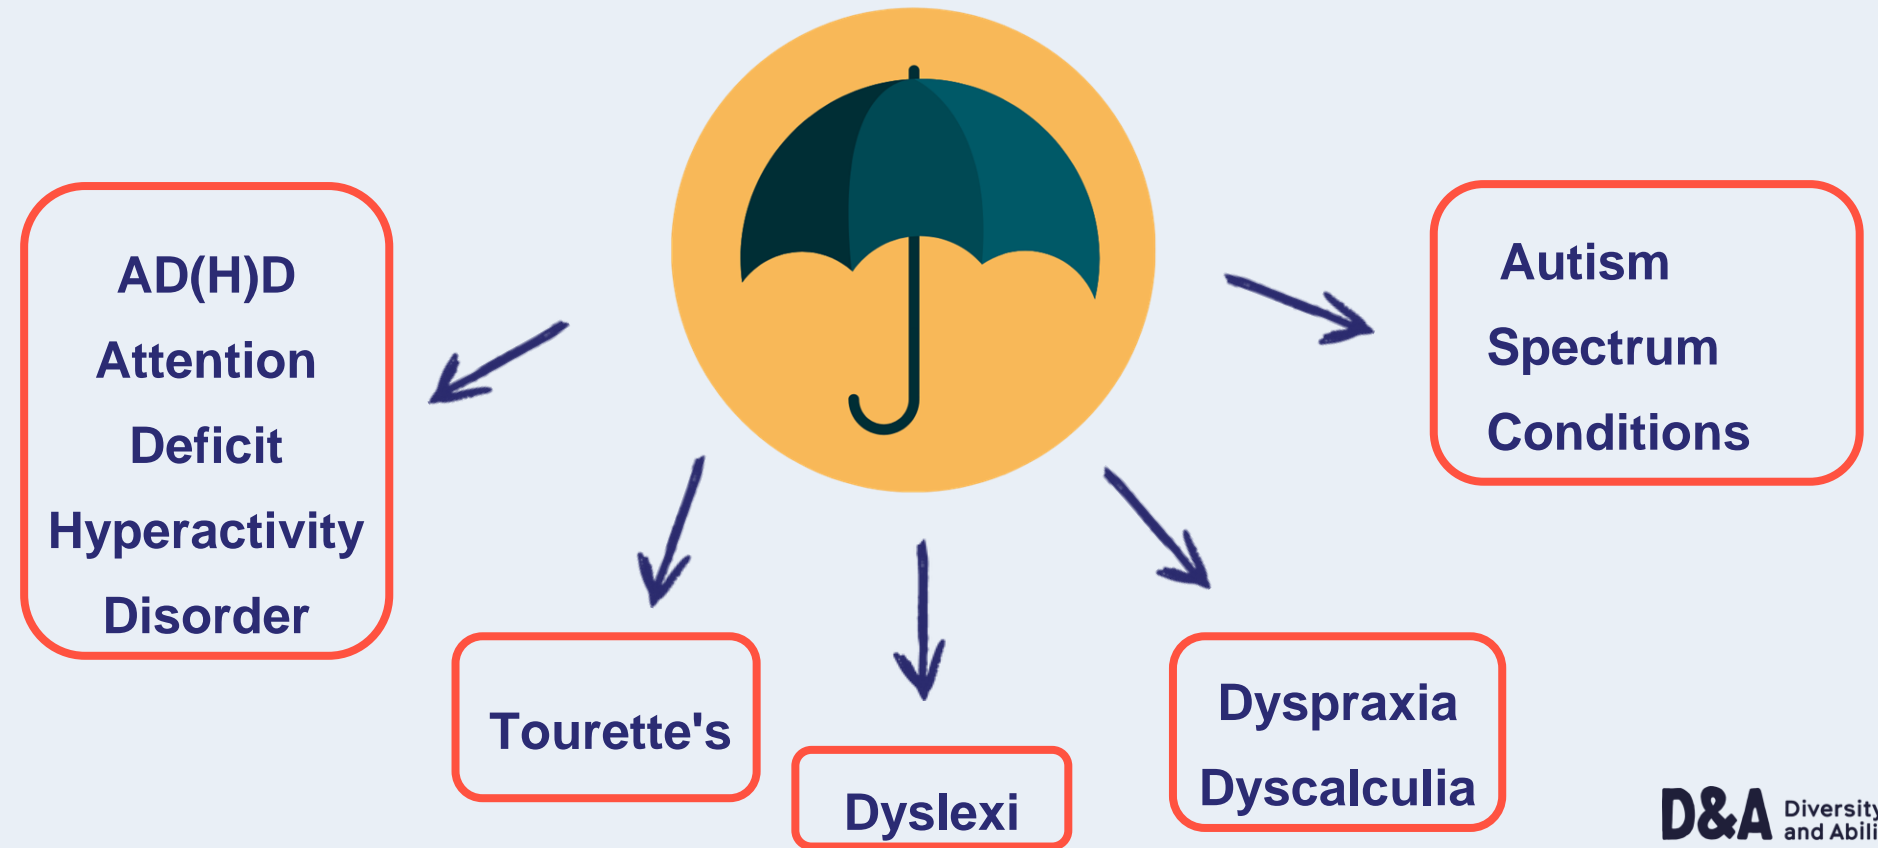 AD(H)D
Attention
Deficit
Hyperactivity
Disorder
Tourette's
Dyslexi
Dyspraxia
Dyscalculia
Autism
Spectrum
Conditions
D&A Diversity
and Abili